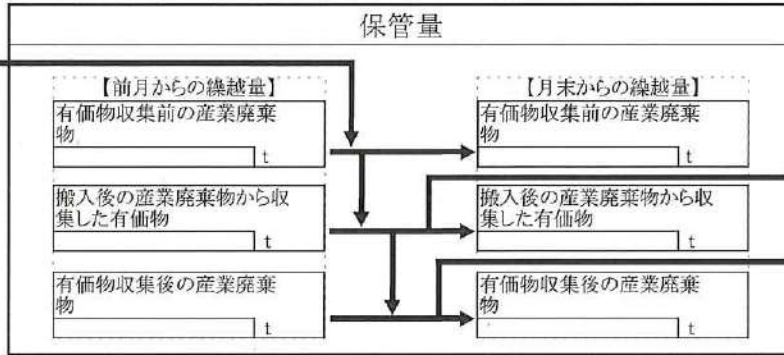 保管量
【前月からの繰越量】
有価物収集前の産業廃棄
物
t
搬入後の産業廃棄物から収
集した有価物
t
有価物収集後の産業廃棄
物
t
【月末からの繰越量】
有価物収集前の産業廃棄
物
t
搬入後の産業廃棄物から収
集した有価物
t
有価物収集後の産業廃棄
物
t